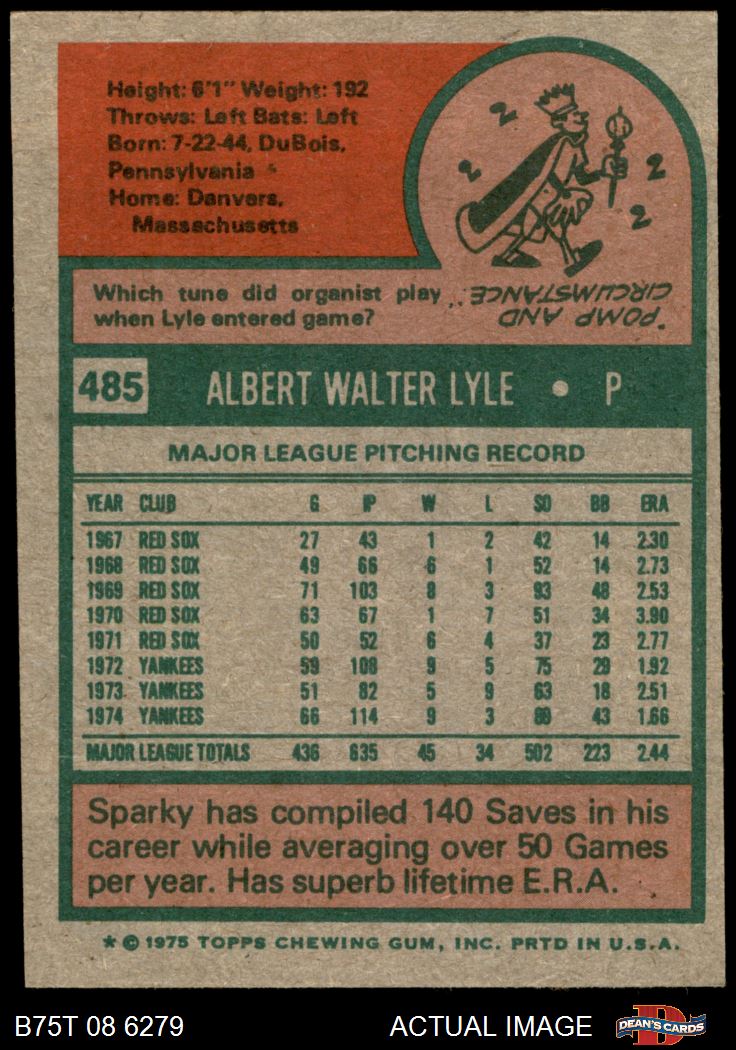 Height: 6'1" Weight: 192
Throws: Left Bats: Left
Born: 7-22-44, DuBois,
Pennsylvania
Home: Danvers,
Massachusetts
2 2 2 2 2
Which tune did organist play
when Lyle entered game?
"POMP AND
CIRCUMSTANCE."
485 ALBERT WALTER LYLE • P
MAJOR LEAGUE PITCHING RECORD
YEAR CLUB G IP W L SO BB ERA
1967 RED SOX 27 43 1 2 42 14 2.30
1968 RED SOX 49 66 6 1 52 14 2.73
1969 RED SOX 71 103 8 3 93 48 2.53
1970 RED SOX 63 67 1 7 51 34 3.90
1971 RED SOX 50 52 6 4 37 23 2.77
1972 YANKEES 59 108 9 5 75 29 1.92
1973 YANKEES 51 82 5 9 63 18 2.51
1974 YANKEES 66 114 9 3 89 43 1.66
MAJOR LEAGUE TOTALS 436 635 45 34 502 223 2.44
Sparky has compiled 140 Saves in his
career while averaging over 50 Games
per year. Has superb lifetime E.R.A.
* © 1975 TOPPS CHEWING GUM, INC. PRTD IN U.S.A.
B75T 08 6279 ACTUAL IMAGE D DEAN'S CARDS